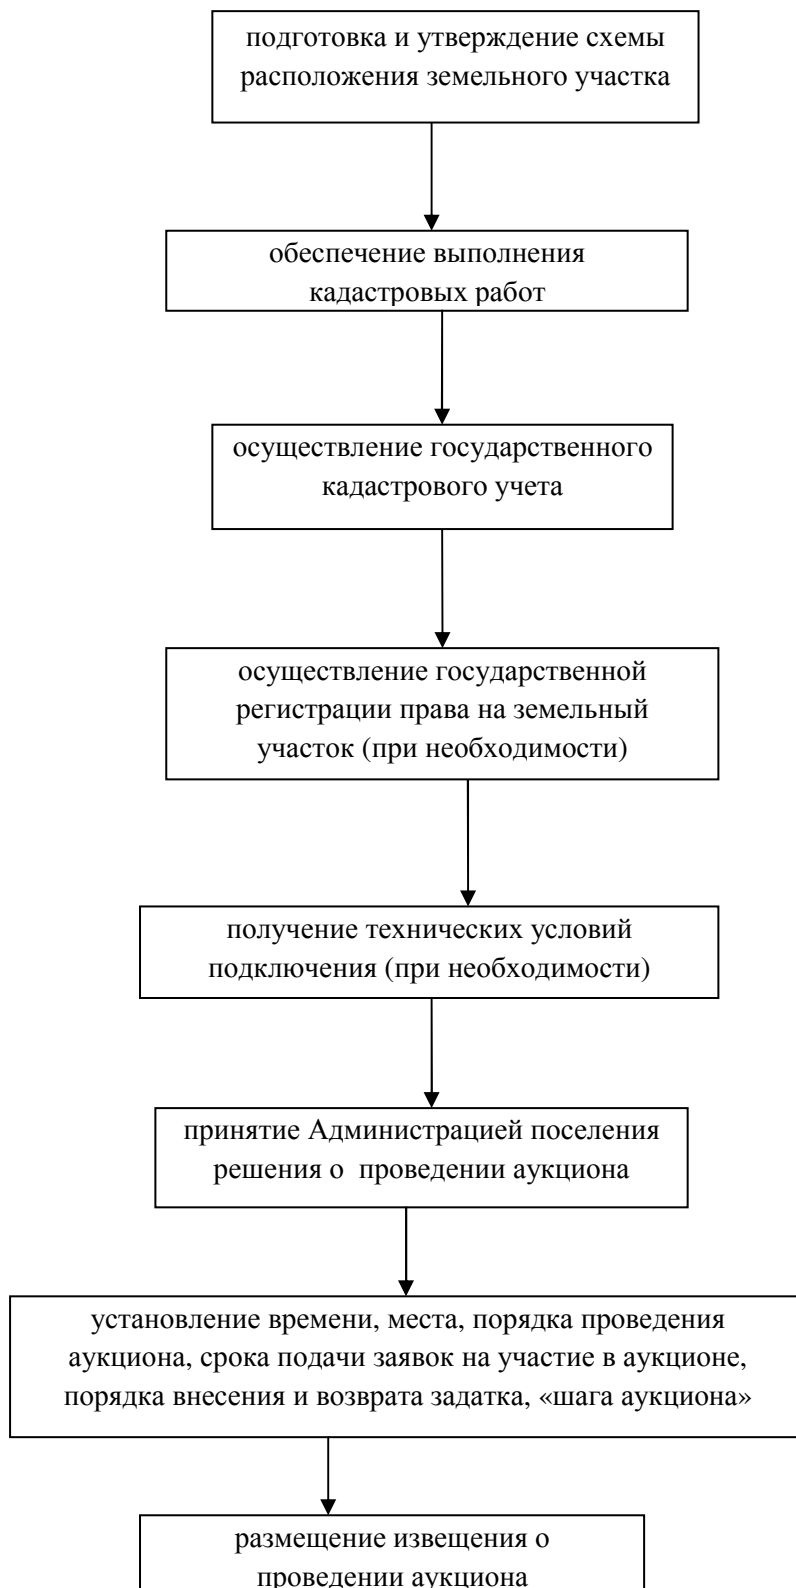 подготовка и утверждение схемы
расположения земельного участка
обеспечение выполнения
кадастровых работ
осуществление государственного
кадастрового учета
осуществление государственной
регистрации права на земельный
участок (при необходимости)
получение технических условий
подключения (при необходимости)
принятие Администрацией поселения
решения о  проведении аукциона
установление времени, места, порядка проведения
аукциона, срока подачи заявок на участие в аукционе,
порядка внесения и возврата задатка, «шага аукциона»
размещение извещения о
проведении аукциона